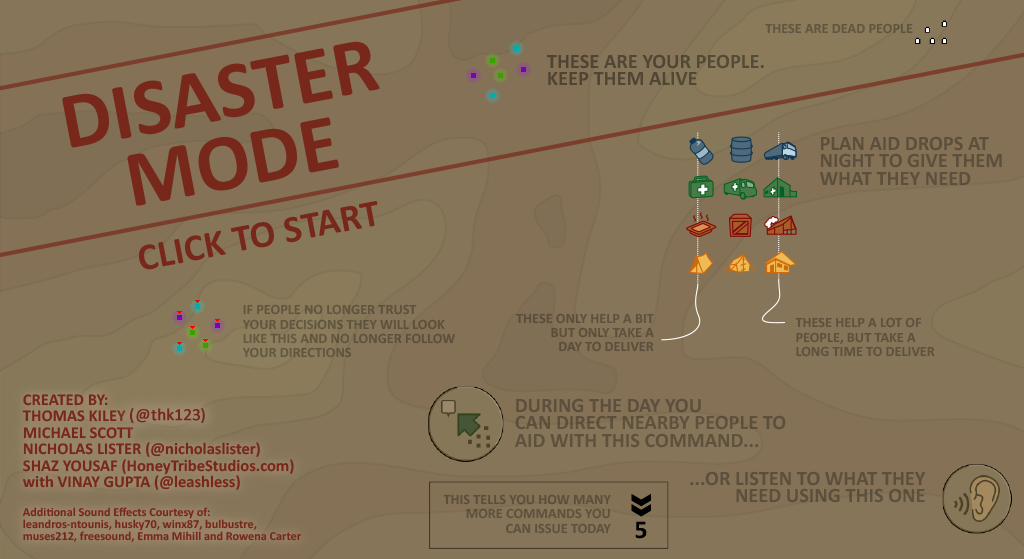 DISASTER
MODE
CLICK TO START
THESE ARE YOUR PEOPLE.
KEEP THEM ALIVE
THESE ARE DEAD PEOPLE
PLAN AID DROPS AT
NIGHT TO GIVE THEM
WHAT THEY NEED
THESE ONLY HELP A BIT
BUT ONLY TAKE A
DAY TO DELIVER
THESE HELP A LOT OF
PEOPLE, BUT TAKE A
LONG TIME TO DELIVER
IF PEOPLE NO LONGER TRUST
YOUR DECISIONS THEY WILL LOOK
LIKE THIS AND NO LONGER FOLLOW
YOUR DIRECTIONS
DURING THE DAY YOU
CAN DIRECT NEARBY PEOPLE TO
AID WITH THIS COMMAND...
...OR LISTEN TO WHAT THEY
NEED USING THIS ONE
THIS TELLS YOU HOW MANY
MORE COMMANDS YOU
CAN ISSUE TODAY
5
CREATED BY:
THOMAS KILEY (@thk123)
MICHAEL SCOTT
NICHOLAS LISTER (@nicholaslister)
SHAZ YOUSAF (HoneyTribeStudios.com)
with VINAY GUPTA (@leashless)
Additional Sound Effects Courtesy of:
leandros-ntounis, husky70, winx87, bulbustre,
muses212, freesound, Emma Mihill and Rowena Carter